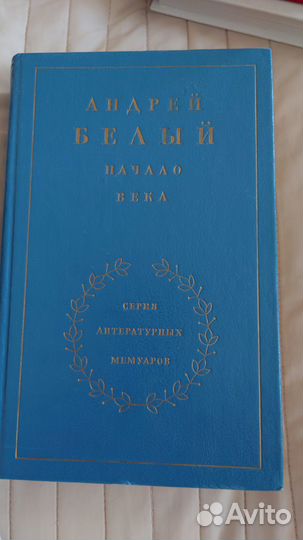 АНДРЕЙ
БЕЛЫЙ
НАЧАЛО
ВЕКА
СЕРИЯ
ЛИТЕРАТУРНЫХ
МЕМУАРОВ
Avito